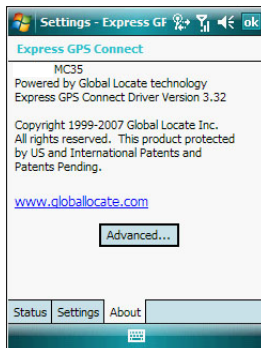 Settings - Express GF
ok
Express GPS Connect
MC35
Powered by Global Locate technology
Express GPS Connect Driver Version 3.32
Copyright 1999-2007 Global Locate Inc.
All rights reserved.  This product protected
by US and International Patents and
Patents Pending.
www.globallocate.com
Advanced...
Status Settings About